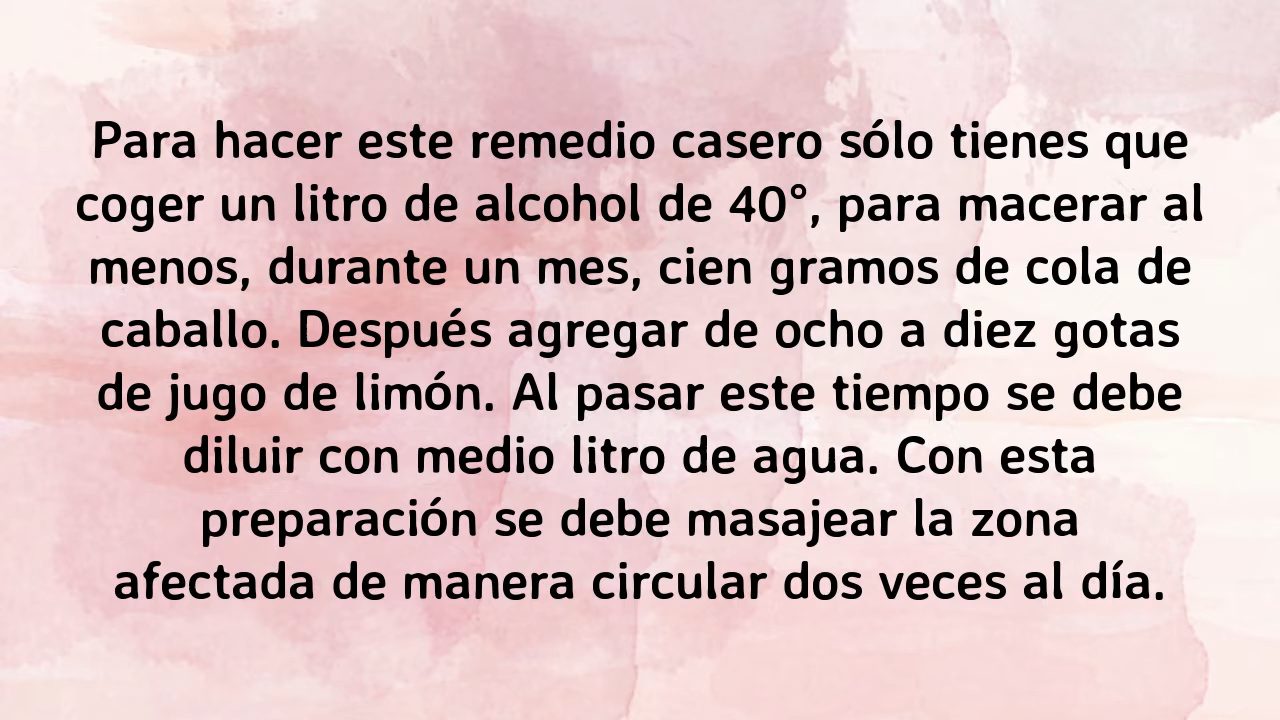 Para hacer este remedio casero sólo tienes que
coger un litro de alcohol de 40°, para macerar al
menos, durante un mes, cien gramos de cola de
caballo. Después agregar de ocho a diez gotas
de jugo de limón. Al pasar este tiempo se debe
diluir con medio litro de agua. Con esta
preparación se debe masajear la zona
afectada de manera circular dos veces al día.